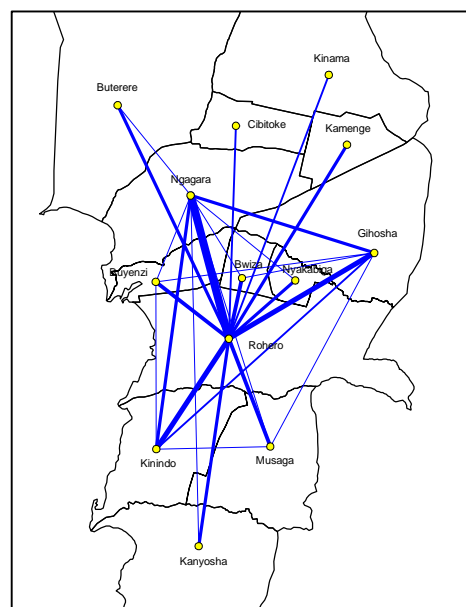 Kinama
Buterere
Cibitoke
Kamenge
Ngagara
Gihosha
Bwiza
Buyenzi
Nyakabiga
Rohero
Kinindo
Musaga
Kanyosha